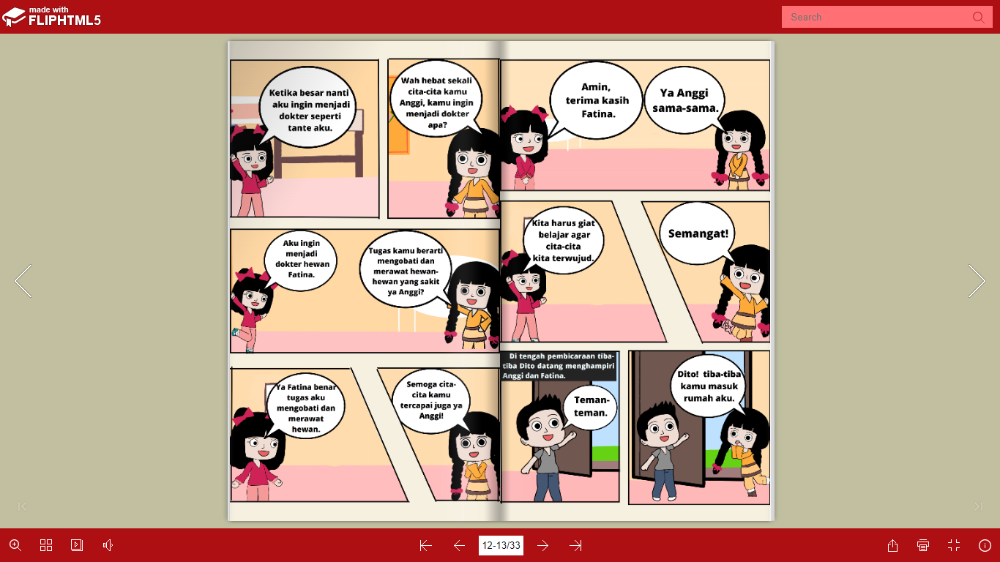 made with
FLIPHTML5
Search
Ketika besar nanti
aku ingin menjadi
dokter seperti
tante aku.
Wah hebat sekali
cita-cita kamu
Anggi, kamu ingin
menjadi dokter
apa?
Aku ingin
menjadi
dokter hewan
Fatina.
Tugas kamu berarti
mengobati dan
merawat hewan-
hewan yang sakit
ya Anggi?
Ya Fatina benar
tugas aku
mengobati dan
merawat
hewan.
Semoga cita-
cita kamu
tercapai juga ya
Anggi!
Amin,
terima kasih
Fatina.
Ya Anggi
sama-sama.
Kita harus giat
belajar agar
cita-cita
kita terwujud.
Semangat!
Di tengah pembicaraan tiba-
tiba Dito datang menghampiri
Anggi dan Fatina.
Teman-
teman.
Dito! tiba-tiba
kamu masuk
rumah aku.
12-13/33